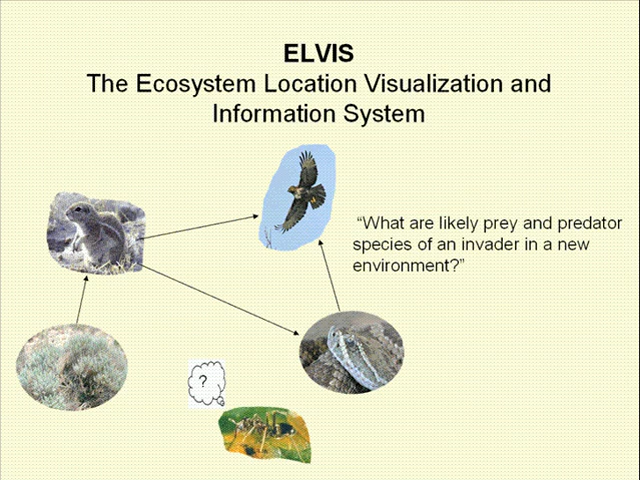 ELVIS
The Ecosystem Location Visualization and
Information System
“What are likely prey and predator
species of an invader in a new
environment?”
?